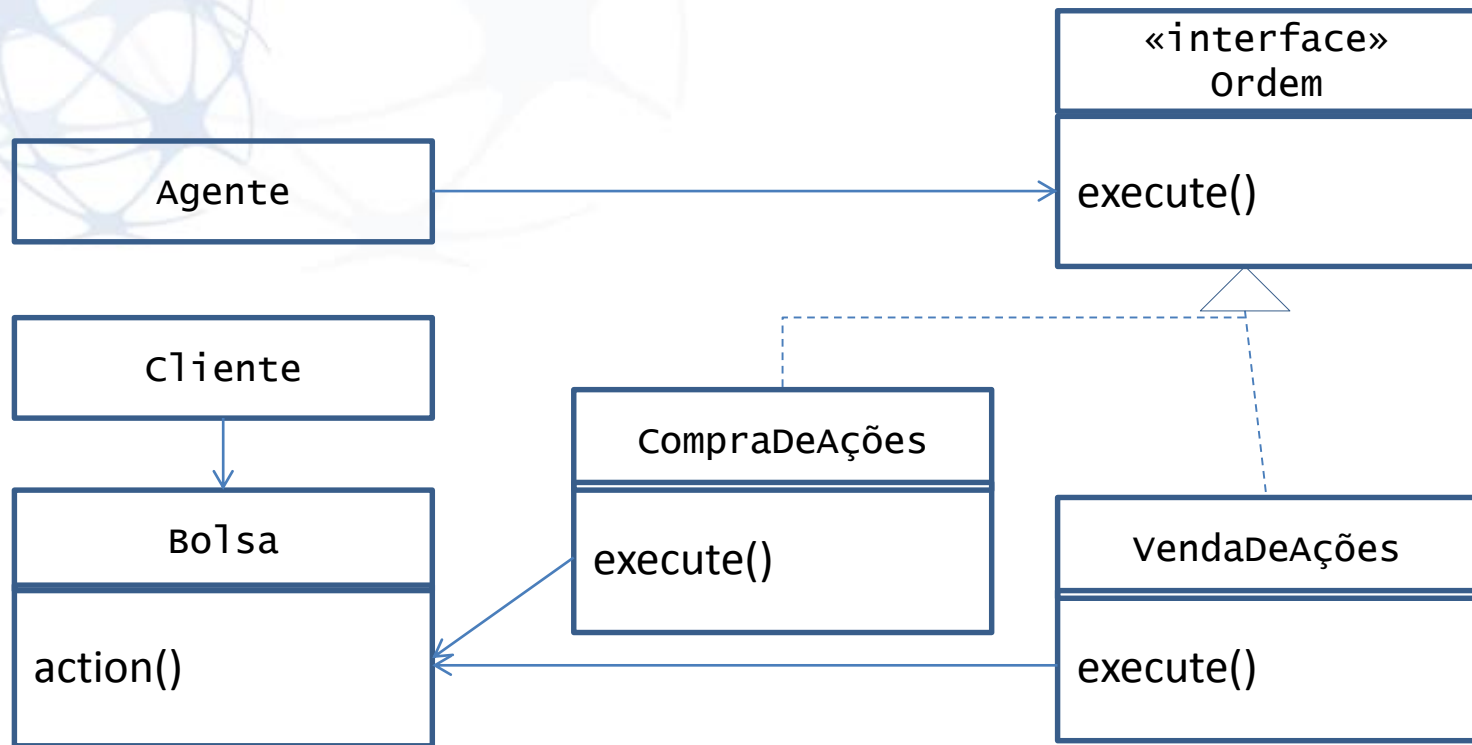 «interface»
Ordem
execute()
Agente
Cliente
Bolsa
action()
CompraDeAções
execute()
VendaDeAções
execute()